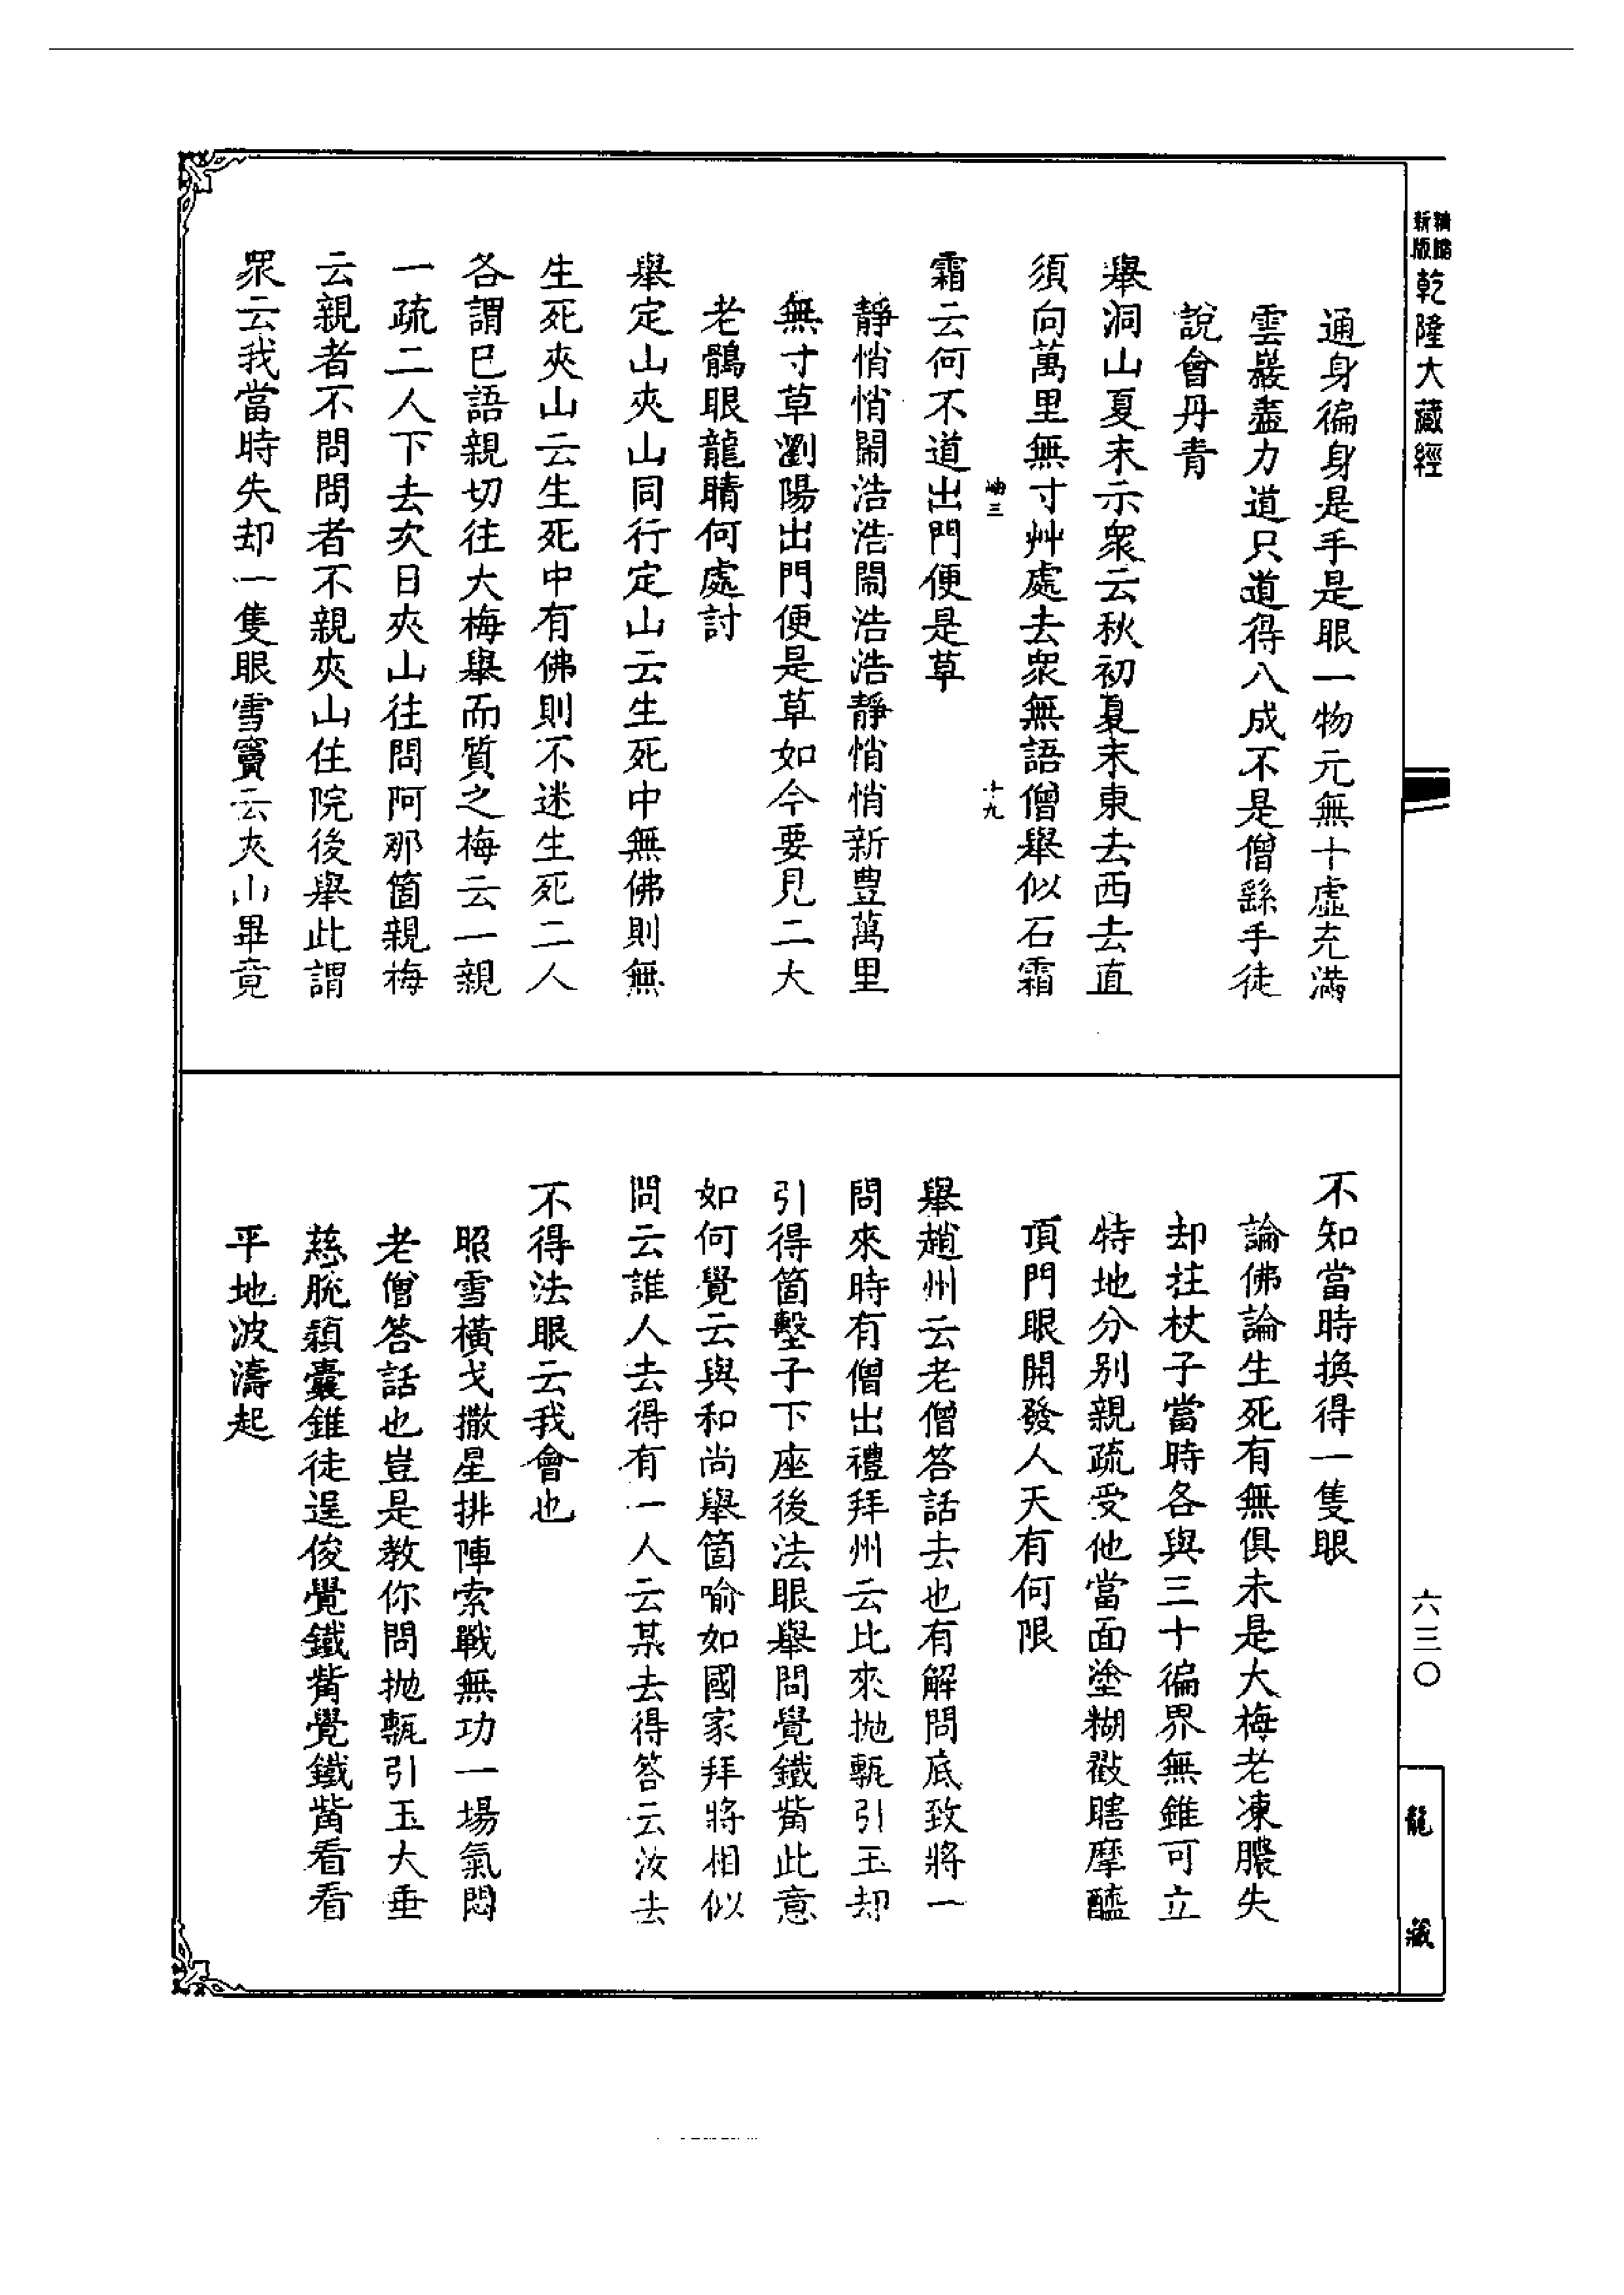 新版
精縮
乾隆大藏經
通身徧身是手是眼一物元無十虛充滿
雲巖盡力道只道得八成不是僧繇手徒
說會丹青
舉洞山夏末示衆云秋初夏末東去西去直
須向萬里無寸艸處去衆無語僧舉似石霜
十九
霜云何不道出門便是草
靜悄悄閙浩浩閙浩浩靜悄悄新豊萬里
無寸草瀏陽出門便是草如今要見二大
老鶻眼龍睛何處討
舉定山夾山同行定山云生死中無佛則無
生死夾山云生死中有佛則不迷生死二人
各謂已語親切往大梅舉而質之梅云一親
一疏二人下去次日夾山往問阿那箇親梅
云親者不問問者不親夾山住院後舉此謂
衆云我當時失却一隻眼雪竇云夾山畢竟
不知當時換得一隻眼
論佛論生死有無俱未是大梅老凍膿失
却拄杖子當時各與三十徧界無錐可立
特地分別親疏受他當面塗糊戳瞎摩醯
頂門眼開發人天有何限
舉趙州云老僧答話去也有解問底致將一
問來時有僧出禮拜州云比來拋甎引玉却
引得箇墼子下座後法眼舉問覺鐵觜此意
如何覺云與和尚舉箇喻如國家拜將相似
問云誰人去得有一人云某去得答云汝去
不得法眼云我會也
照雪橫戈撒星排陣索戰無功一場氣悶
老僧答話也豈是教你問拋甎引玉大垂
慈脫穎囊錐徒逞俊覺鐵觜覺鐵觜看看
平地波濤起
六三〇
龍藏